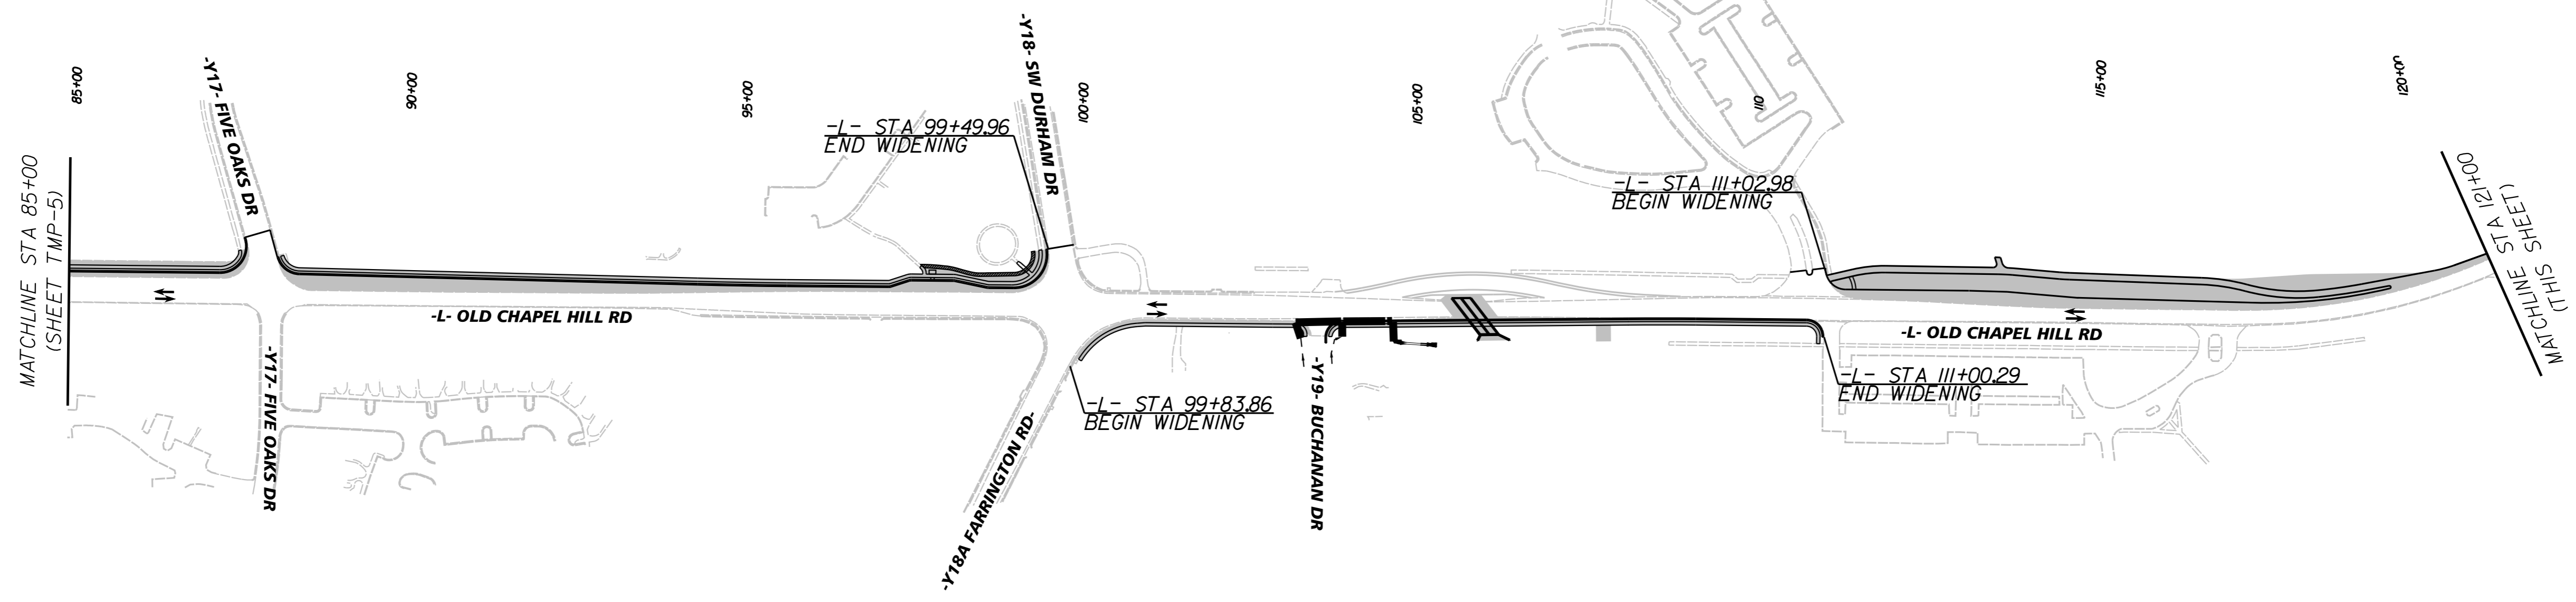 85+00
90+00
95+00
100+00
105+00
110
115+00
120+00
MATCHLINE STA 85+00
(SHEET TMP-5)
-Y17- FIVE OAKS DR
-L- STA 99+49.96
END WIDENING
-Y18- SW DURHAM DR
-L- STA 111+02.98
BEGIN WIDENING
MATCHLINE STA 121+00
(THIS SHEET)
-L- OLD CHAPEL HILL RD
-L- OLD CHAPEL HILL RD
-Y17- FIVE OAKS DR
-Y18A FARRINGTON RD-
-L- STA 99+83.86
BEGIN WIDENING
-Y19- BUCHANAN DR
-L- STA 111+00.29
END WIDENING